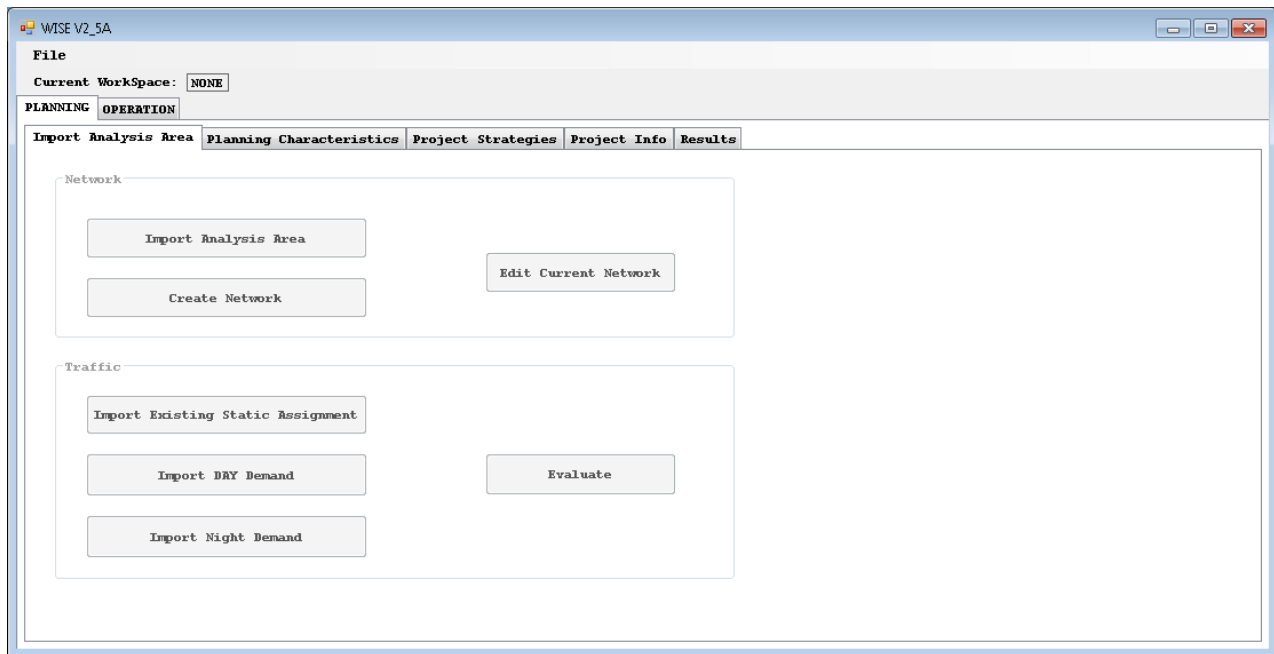 WISE V2_5A
File
Current WorkSpace: NONE
PLANNING OPERATION
Import Analysis Area Planning Characteristics Project Strategies Project Info Results
Network
Import Analysis Area
Edit Current Network
Create Network
Traffic
Import Existing Static Assignment
Import DAY Demand
Evaluate
Import Night Demand